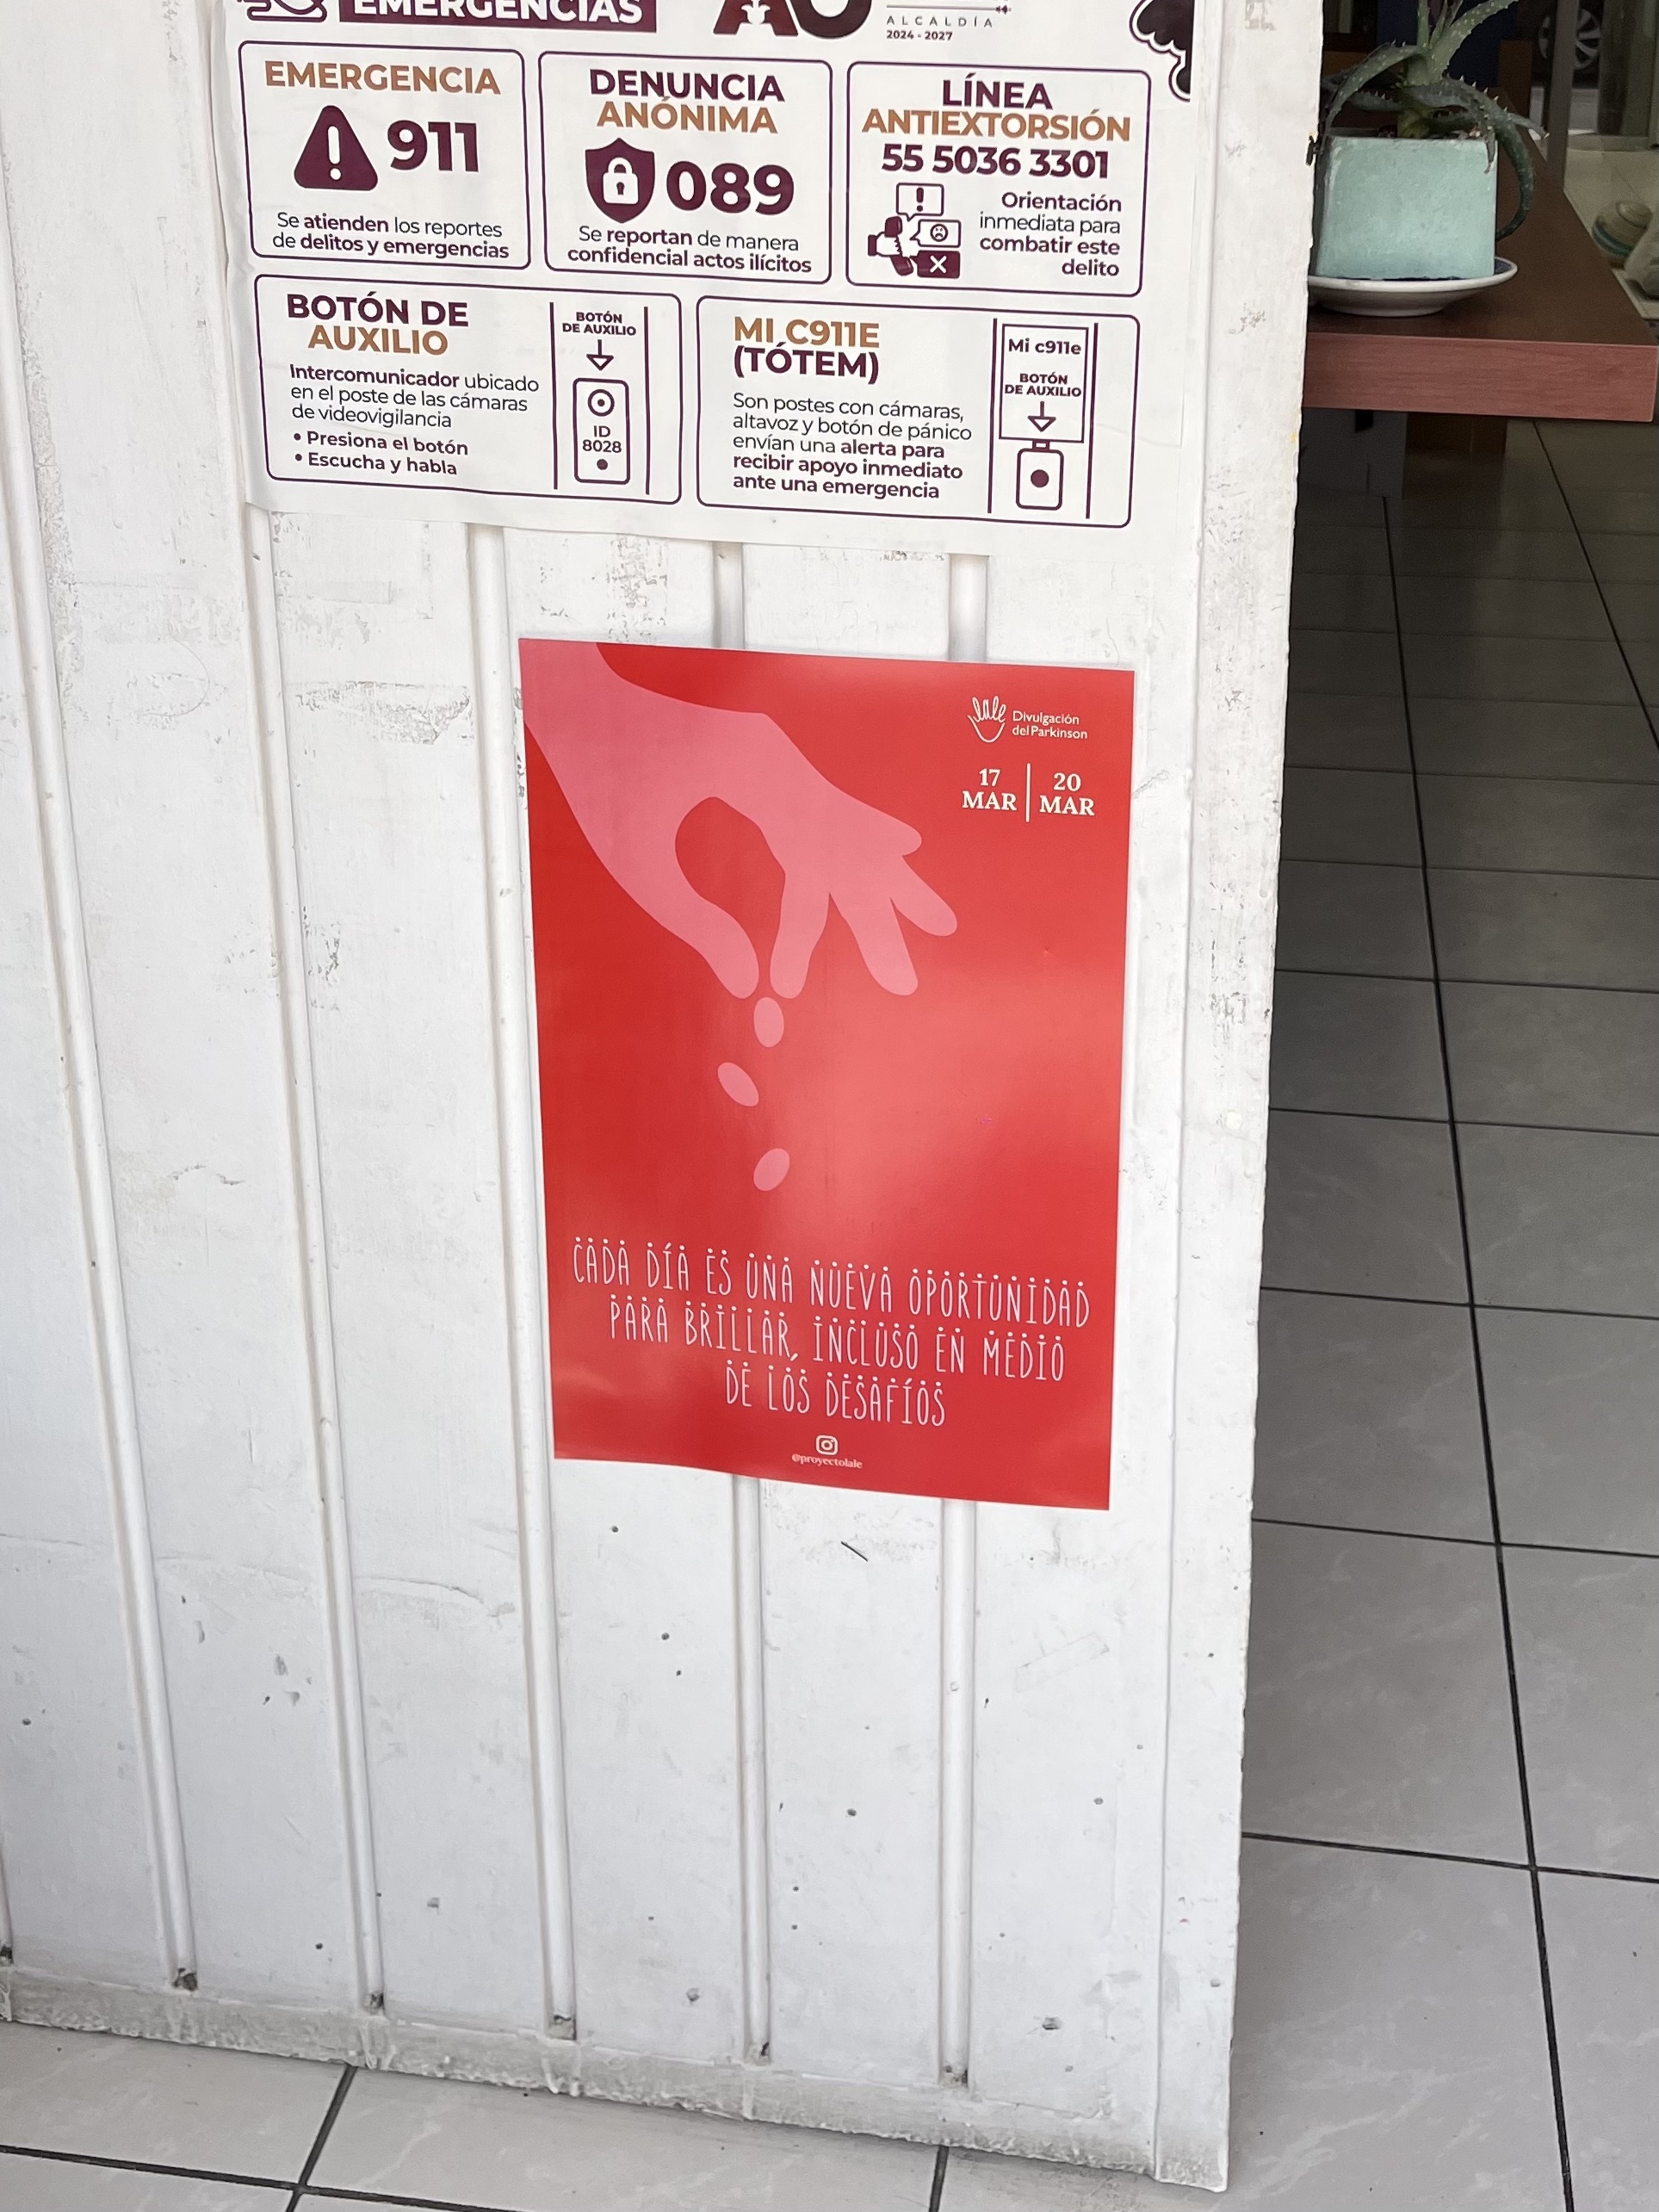 EMERGENCIAS
ALCALDÍA
2024 - 2027
EMERGENCIA
911
Se atienden los reportes
de delitos y emergencias
DENUNCIA
ANÓNIMA
089
Se reportan de manera
confidencial actos ilícitos
LÍNEA
ANTIEXTORSIÓN
55 5036 3301
Orientación
inmediata para
combatir este
delito
BOTÓN DE
AUXILIO
Intercomunicador ubicado
en el poste de las cámaras
de videovigilancia
• Presiona el botón
• Escucha y habla
BOTÓN
DE AUXILIO
ID
8028
MI C911E
(TÓTEM)
Son postes con cámaras,
altavoz y botón de pánico
envían una alerta para
recibir apoyo inmediato
ante una emergencia
Mi c911e
BOTÓN
DE AUXILIO
lale
Divulgación
del Parkinson
17 MAR | 20 MAR
CADA DÍA ES UNA NUEVA OPORTUNIDAD
PARA BRILLAR, INCLUSO EN MEDIO
DE LOS DESAFÍOS
@proyectolale